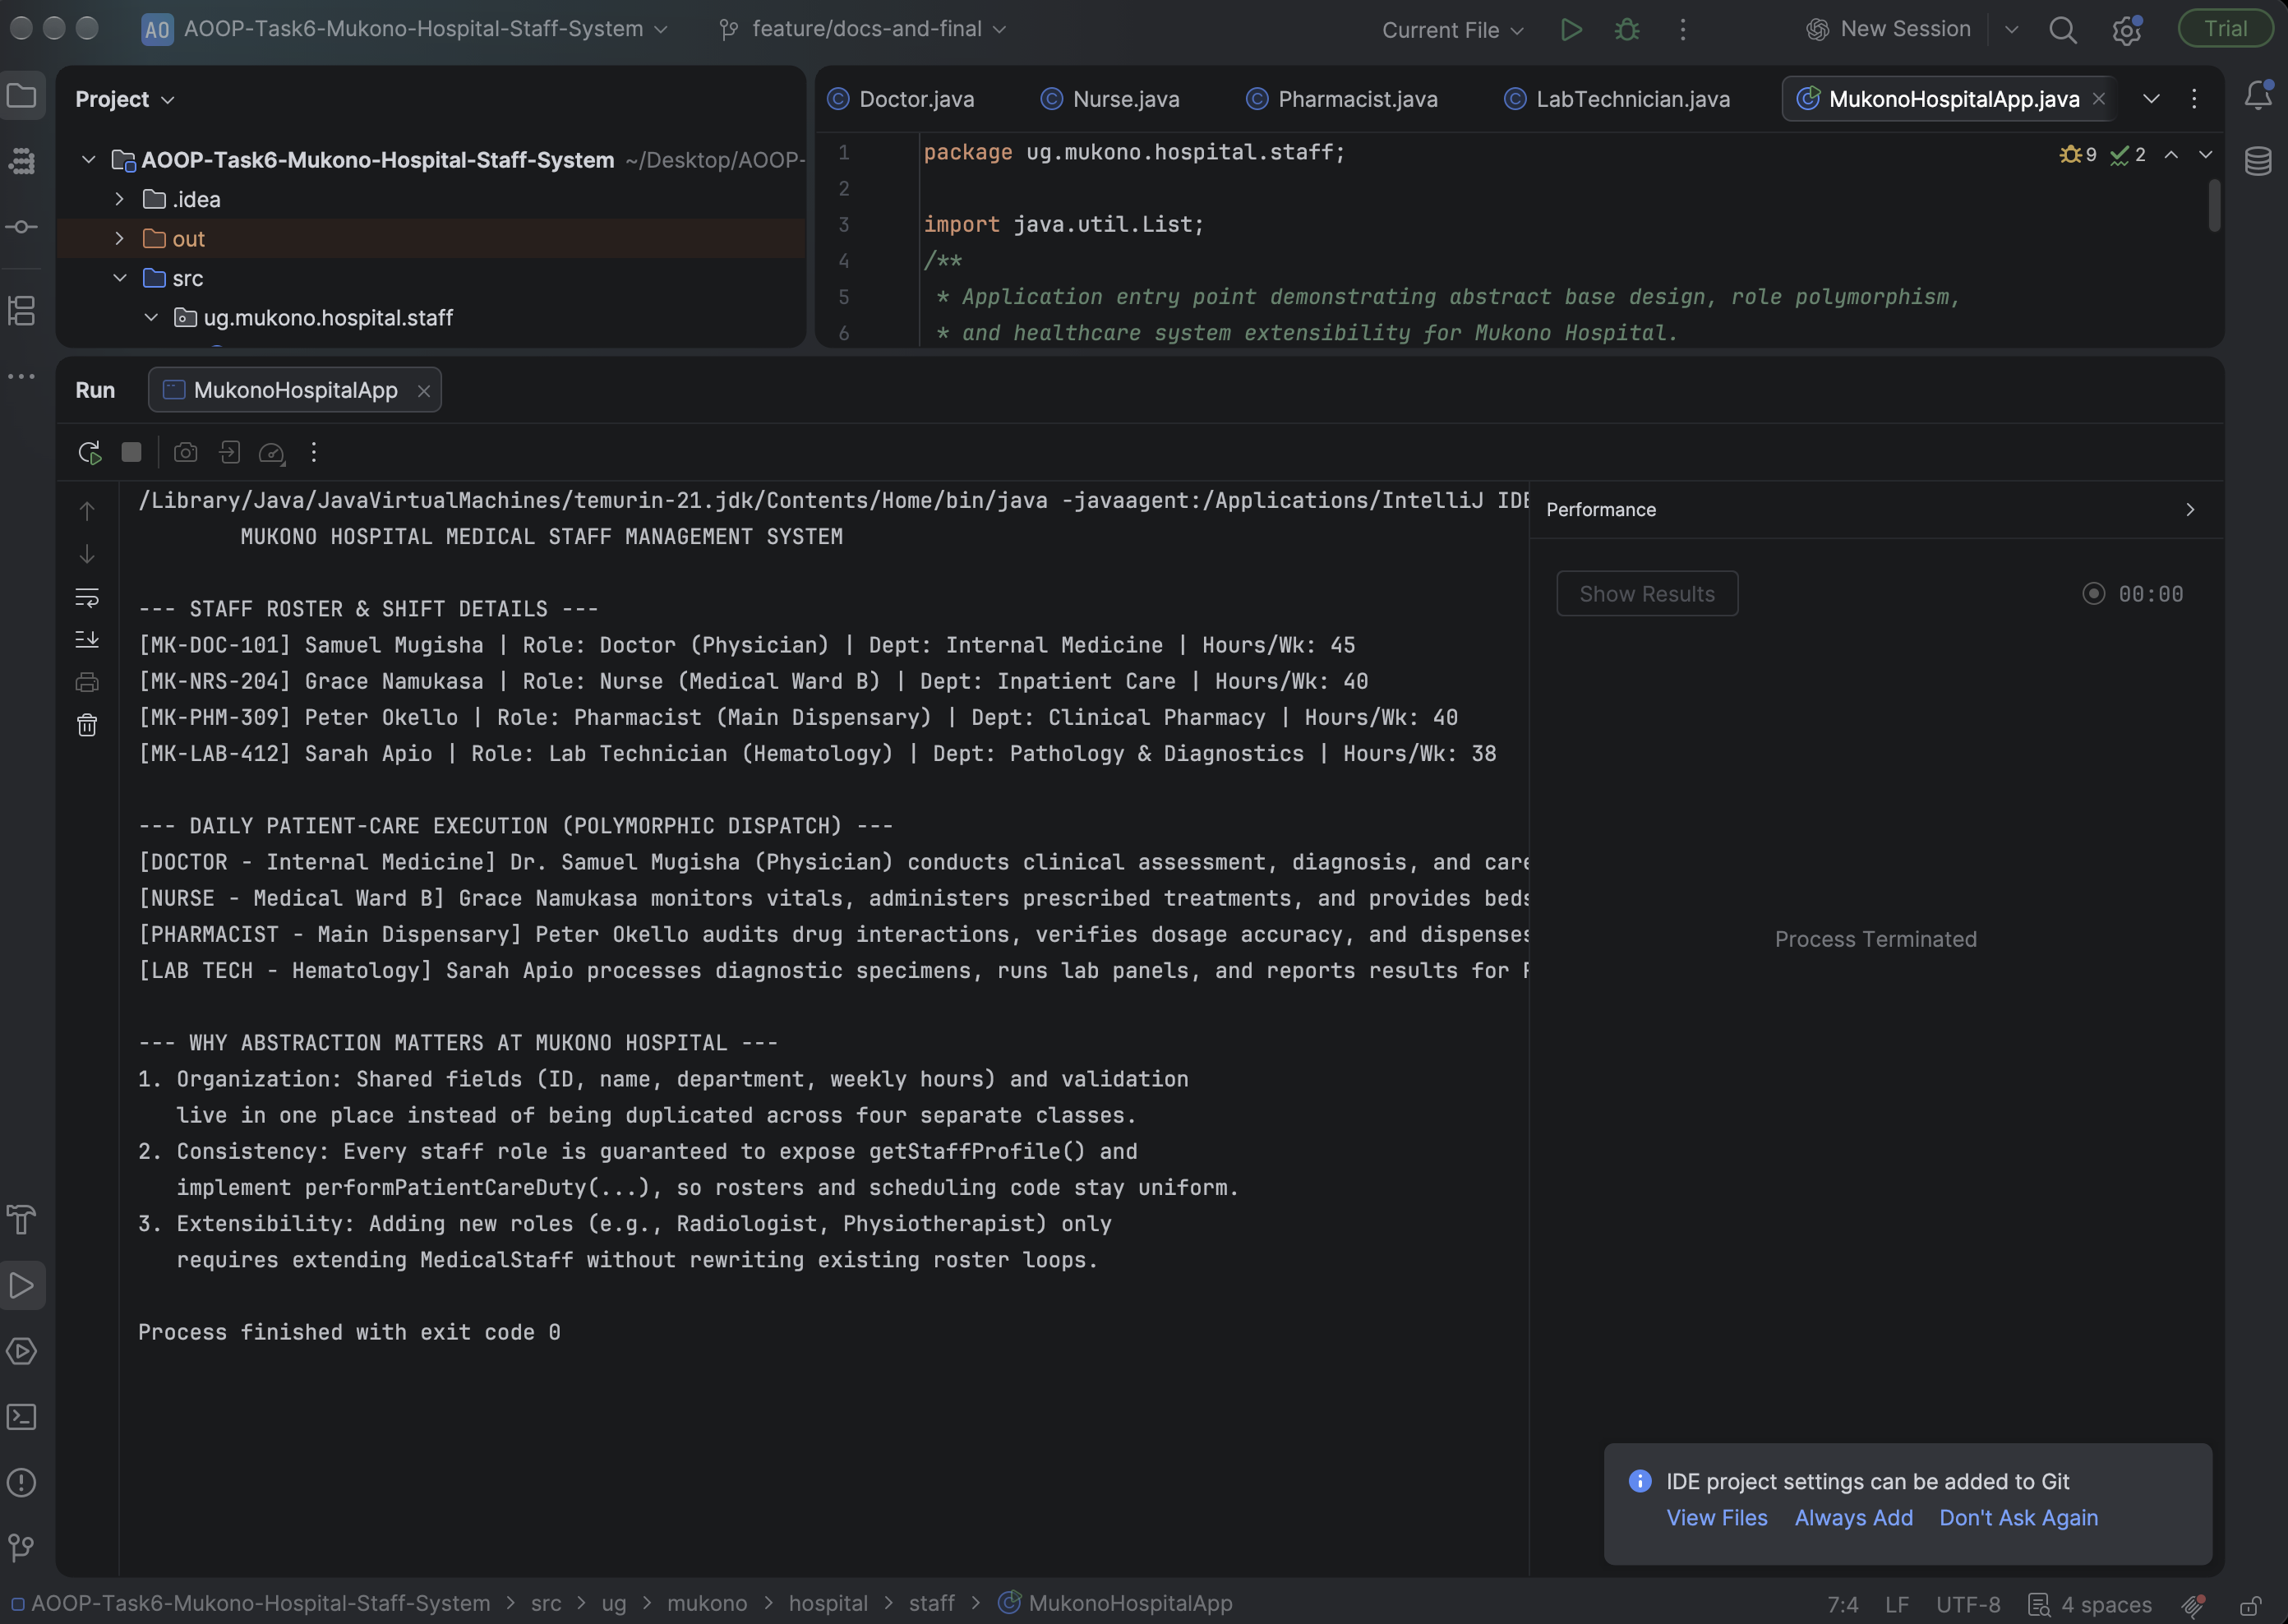 AO AOOP-Task6-Mukono-Hospital-Staff-System feature/docs-and-final Current File New Session Trial
Project
AOOP-Task6-Mukono-Hospital-Staff-System ~/Desktop/AOOP-
.idea
out
src
ug.mukono.hospital.staff
Doctor.java Nurse.java Pharmacist.java LabTechnician.java MukonoHospitalApp.java
1 package ug.mukono.hospital.staff; 9 2
2
3 import java.util.List;
4 /**
5 * Application entry point demonstrating abstract base design, role polymorphism,
6 * and healthcare system extensibility for Mukono Hospital.
Run MukonoHospitalApp
/Library/Java/JavaVirtualMachines/temurin-21.jdk/Contents/Home/bin/java -javaagent:/Applications/IntelliJ IDE
MUKONO HOSPITAL MEDICAL STAFF MANAGEMENT SYSTEM
--- STAFF ROSTER & SHIFT DETAILS ---
[MK-DOC-101] Samuel Mugisha | Role: Doctor (Physician) | Dept: Internal Medicine | Hours/Wk: 45
[MK-NRS-204] Grace Namukasa | Role: Nurse (Medical Ward B) | Dept: Inpatient Care | Hours/Wk: 40
[MK-PHM-309] Peter Okello | Role: Pharmacist (Main Dispensary) | Dept: Clinical Pharmacy | Hours/Wk: 40
[MK-LAB-412] Sarah Apio | Role: Lab Technician (Hematology) | Dept: Pathology & Diagnostics | Hours/Wk: 38
--- DAILY PATIENT-CARE EXECUTION (POLYMORPHIC DISPATCH) ---
[DOCTOR - Internal Medicine] Dr. Samuel Mugisha (Physician) conducts clinical assessment, diagnosis, and care
[NURSE - Medical Ward B] Grace Namukasa monitors vitals, administers prescribed treatments, and provides beds
[PHARMACIST - Main Dispensary] Peter Okello audits drug interactions, verifies dosage accuracy, and dispenses
[LAB TECH - Hematology] Sarah Apio processes diagnostic specimens, runs lab panels, and reports results for
--- WHY ABSTRACTION MATTERS AT MUKONO HOSPITAL ---
1. Organization: Shared fields (ID, name, department, weekly hours) and validation
live in one place instead of being duplicated across four separate classes.
2. Consistency: Every staff role is guaranteed to expose getStaffProfile() and
implement performPatientCareDuty(...), so rosters and scheduling code stay uniform.
3. Extensibility: Adding new roles (e.g., Radiologist, Physiotherapist) only
requires extending MedicalStaff without rewriting existing roster loops.
Process finished with exit code 0
Performance
Show Results 00:00
Process Terminated
IDE project settings can be added to Git
View Files Always Add Don't Ask Again
AOOP-Task6-Mukono-Hospital-Staff-System > src > ug > mukono > hospital > staff > MukonoHospitalApp 7:4 LF UTF-8 4 spaces